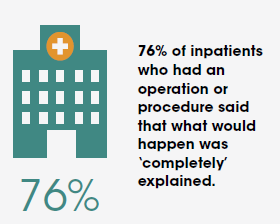 76% of inpatients
who had an
operation or
procedure said
that what would
happen was
‘completely’
explained.
76%